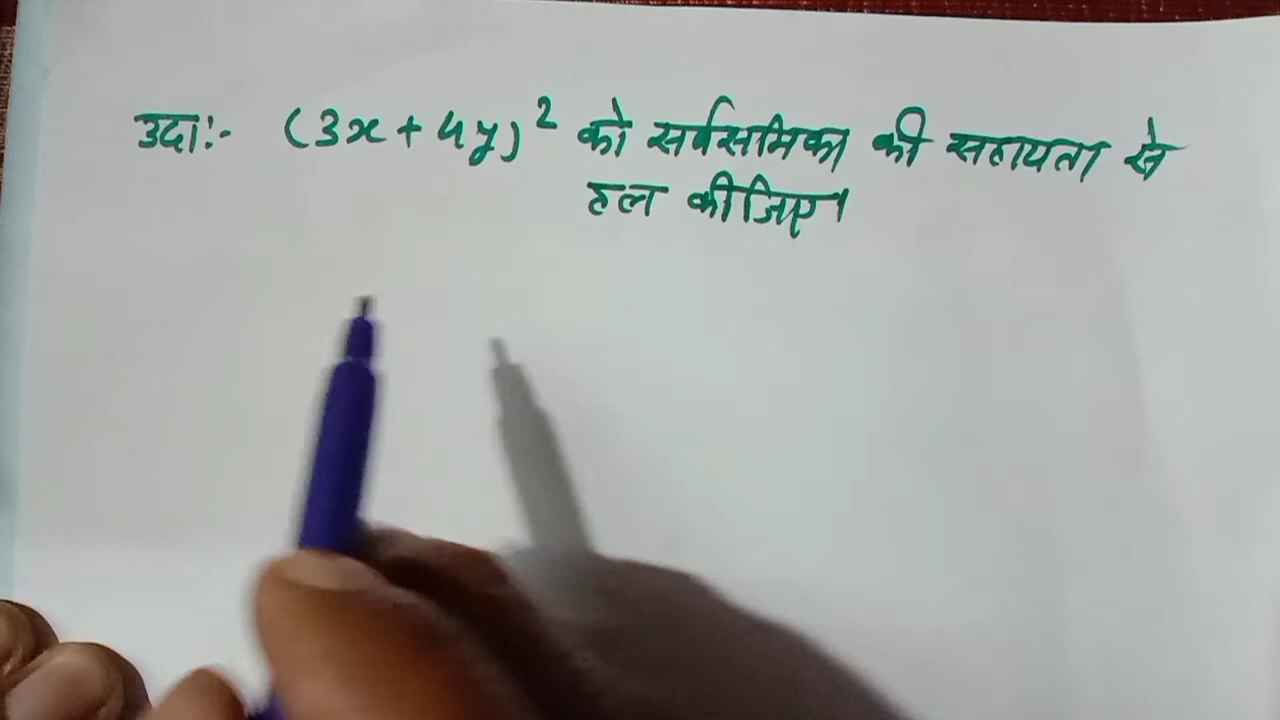 उदा:- (3x+4y)² को सर्वसमिका की सहायता से
हल कीजिए।